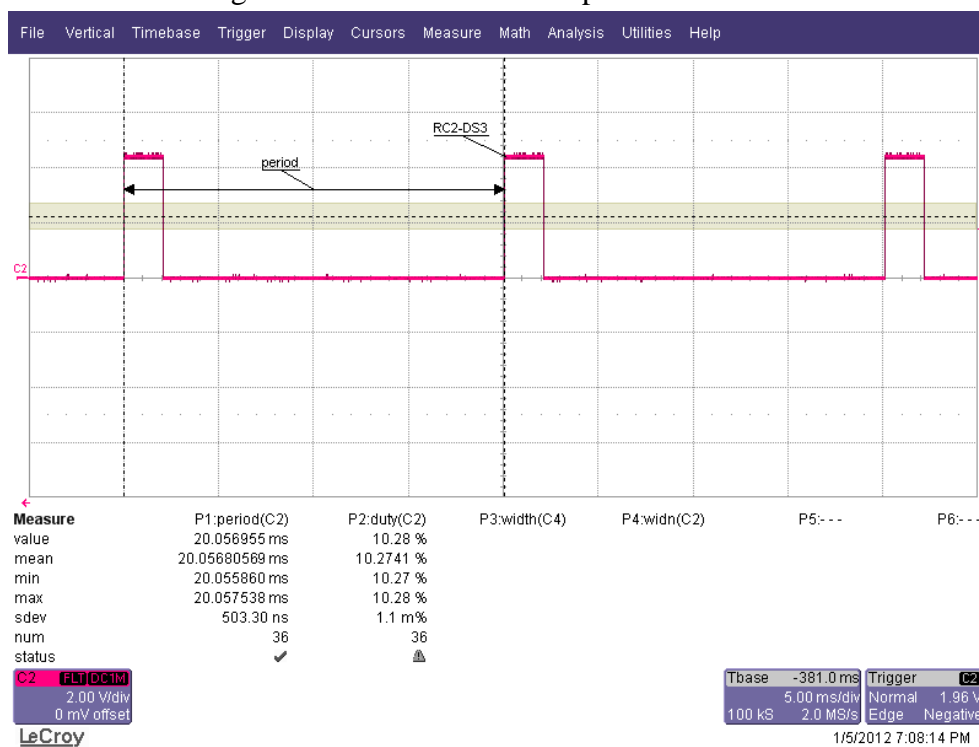 File Vertical Timebase Trigger Display Cursors Measure Math Analysis Utilities Help
RC2-DS3
period
C2
Measure P1:period(C2) P2:duty(C2) P3:width(C4) P4:widn(C2) P5:- - - P6:- - -
value 20.056955 ms 10.28 %
mean 20.05680569 ms 10.2741 %
min 20.055860 ms 10.27 %
max 20.057538 ms 10.28 %
sdev 503.30 ns 1.1 m%
num 36 36
status
C2 FLT DC1M
2.00 V/div
0 mV offset
Tbase -381.0 ms Trigger C2
5.00 ms/div Normal 1.96 V
100 kS 2.0 MS/s Edge Negative
LeCroy
1/5/2012 7:08:14 PM